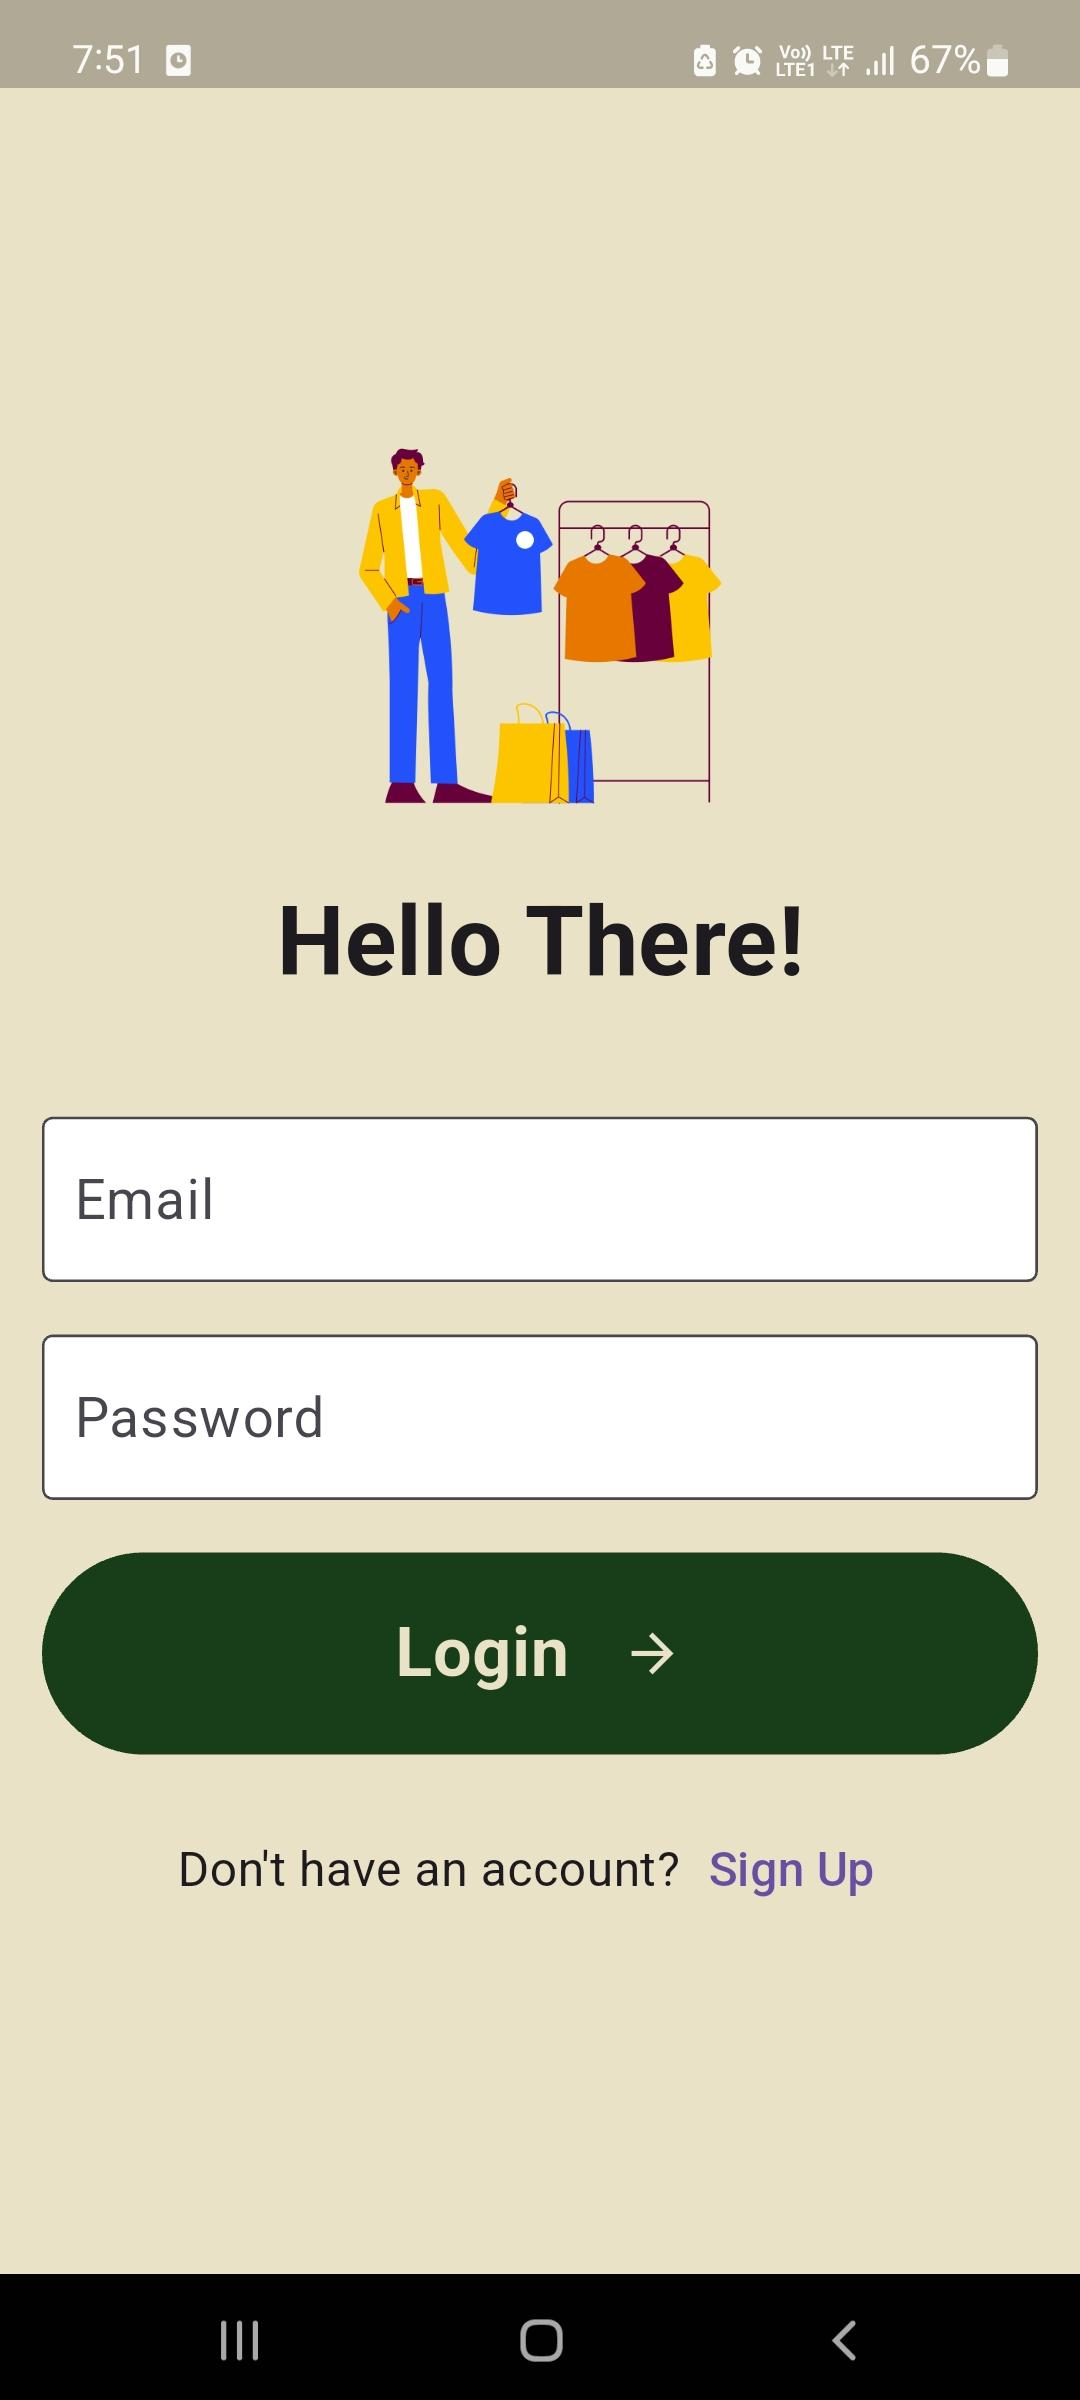 7:51 Vo)) LTE1 LTE 67%
Hello There!
Email
Password
Login
Don't have an account? Sign Up